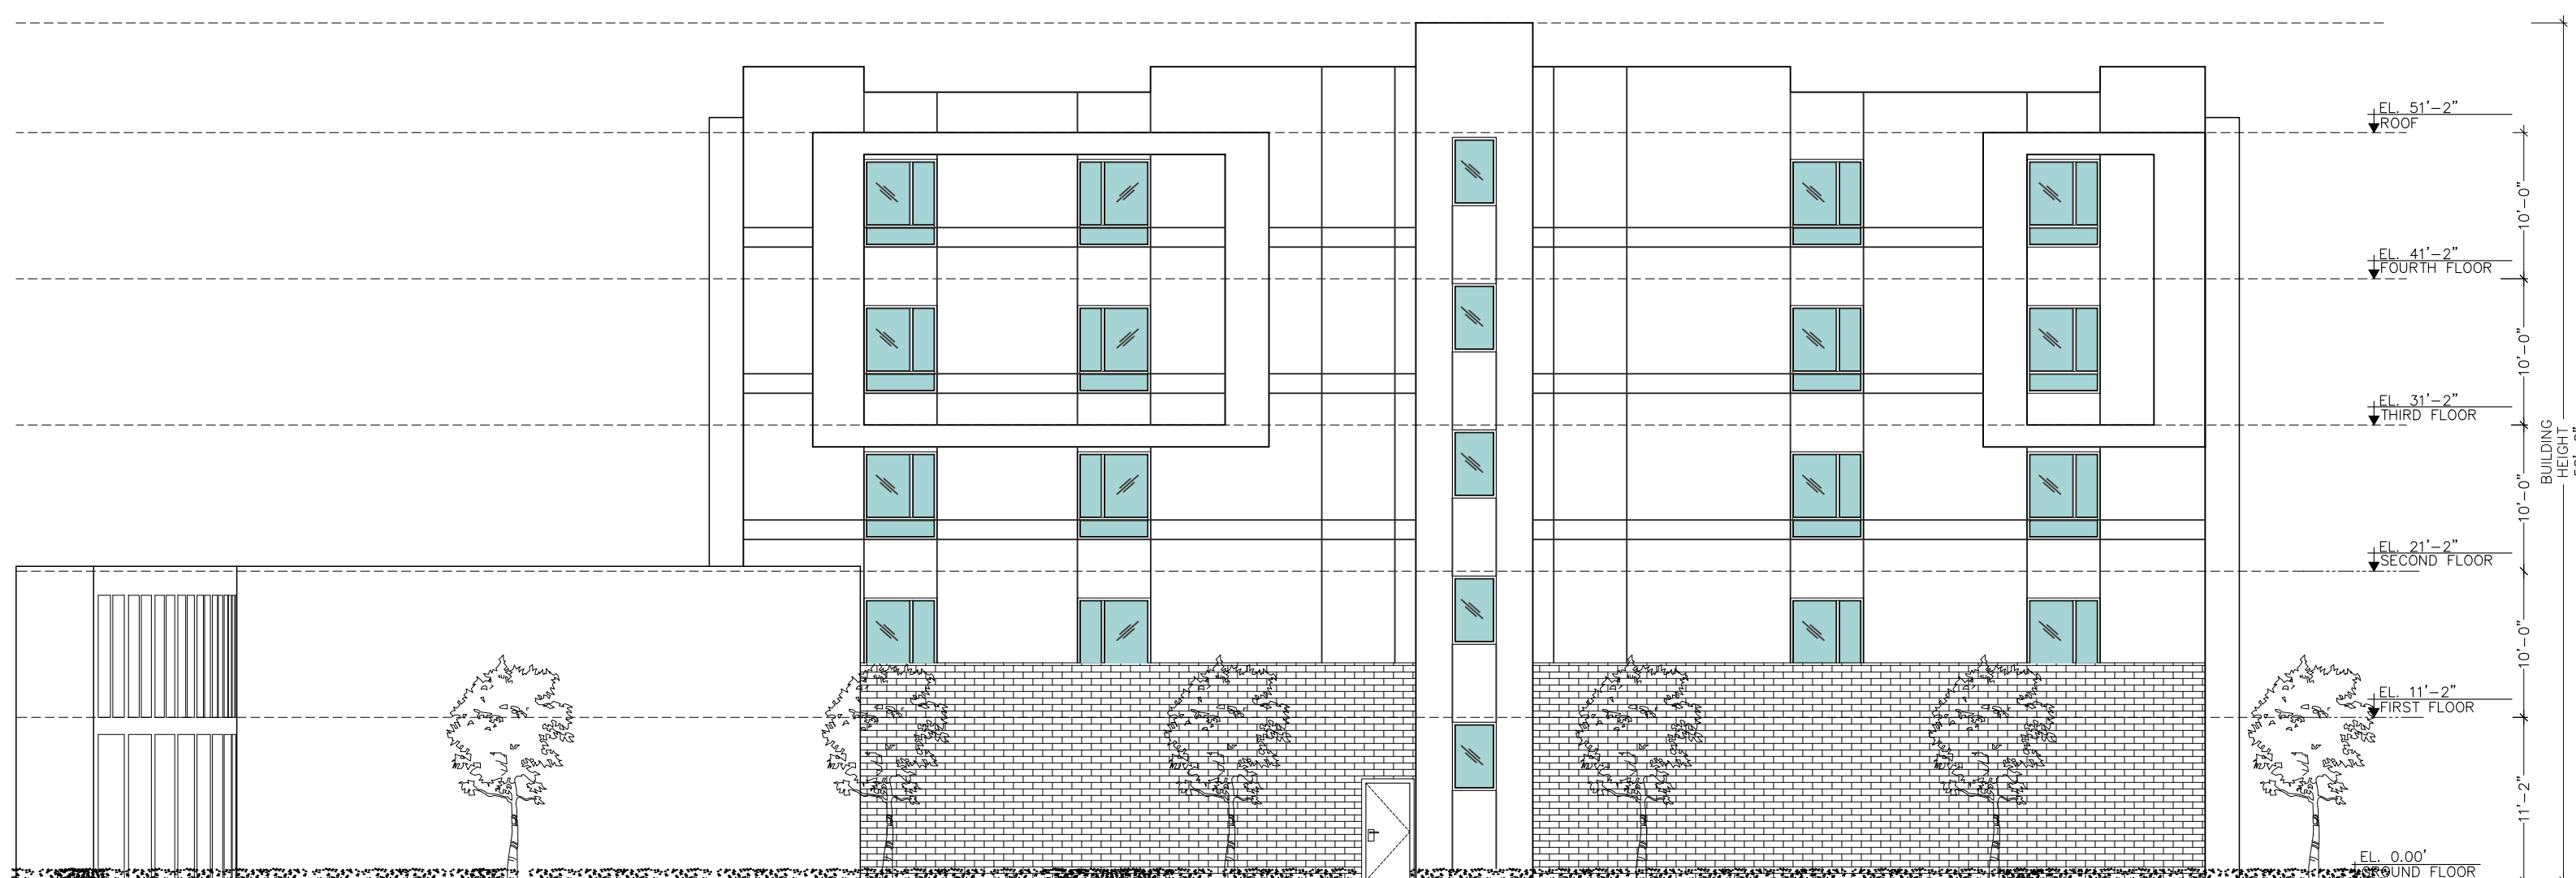 EL. 51'-2"
ROOF
10'-0"
EL. 41'-2"
FOURTH FLOOR
10'-0"
EL. 31'-2"
THIRD FLOOR
BUILDING
HEIGHT
10'-0"
EL. 21'-2"
SECOND FLOOR
10'-0"
EL. 11'-2"
FIRST FLOOR
11'-2"
EL. 0.00'
GROUND FLOOR